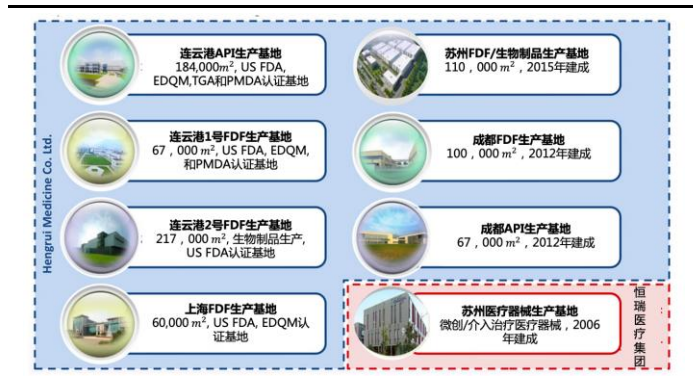 Hengrui Medicine Co. Ltd.
连云港API生产基地
184,000m², US FDA,
EDQM,TGA和PMDA认证基地
连云港1号FDF生产基地
67，000 m², US FDA, EDQM,
和PMDA认证基地
连云港2号FDF生产基地
217，000 m², 生物制品生产,
US FDA认证基地
上海FDF生产基地
60,000 m², US FDA, EDQM认
证基地
苏州FDF/生物制品生产基地
110，000 m²，2015年建成
成都FDF生产基地
100，000 m²，2012年建成
成都API生产基地
67，000 m²，2012年建成
苏州医疗器械生产基地
微创/介入治疗医疗器械，2006
年建成
恒瑞医疗集团